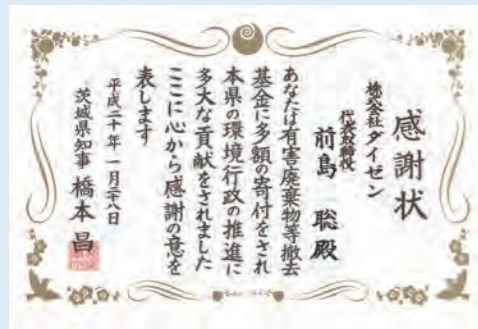 感謝状
株式会社ダイゼン
代表取締役
前島 聡殿
あなたは有害廃棄物等撤去
基金に多額の寄付をされ
本県の環境行政の推進に
多大な貢献をされました
ここに心から感謝の意を
表します
平成二十年一月二十八日
茨城県知事 橋本 昌